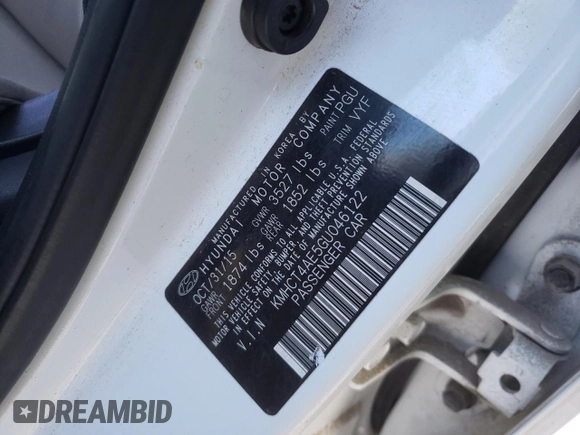 MANUFACTURED IN KOREA BY
HYUNDAI MOTOR COMPANY
OCT/31/15 GVWR 3527 lbs PAINT PGU
GAWR FRONT 1874 lbs GAWR REAR 1852 lbs TRIM VYF
THIS VEHICLE CONFORMS TO ALL APPLICABLE U.S.A. FEDERAL
MOTOR VEHICLE SAFETY, BUMPER, AND THEFT PREVENTION STANDARDS
IN EFFECT ON THE DATE OF MANUFACTURE SHOWN ABOVE.
V.I.N KMHCT4AE5GU046122
PASSENGER CAR
DREAMBID